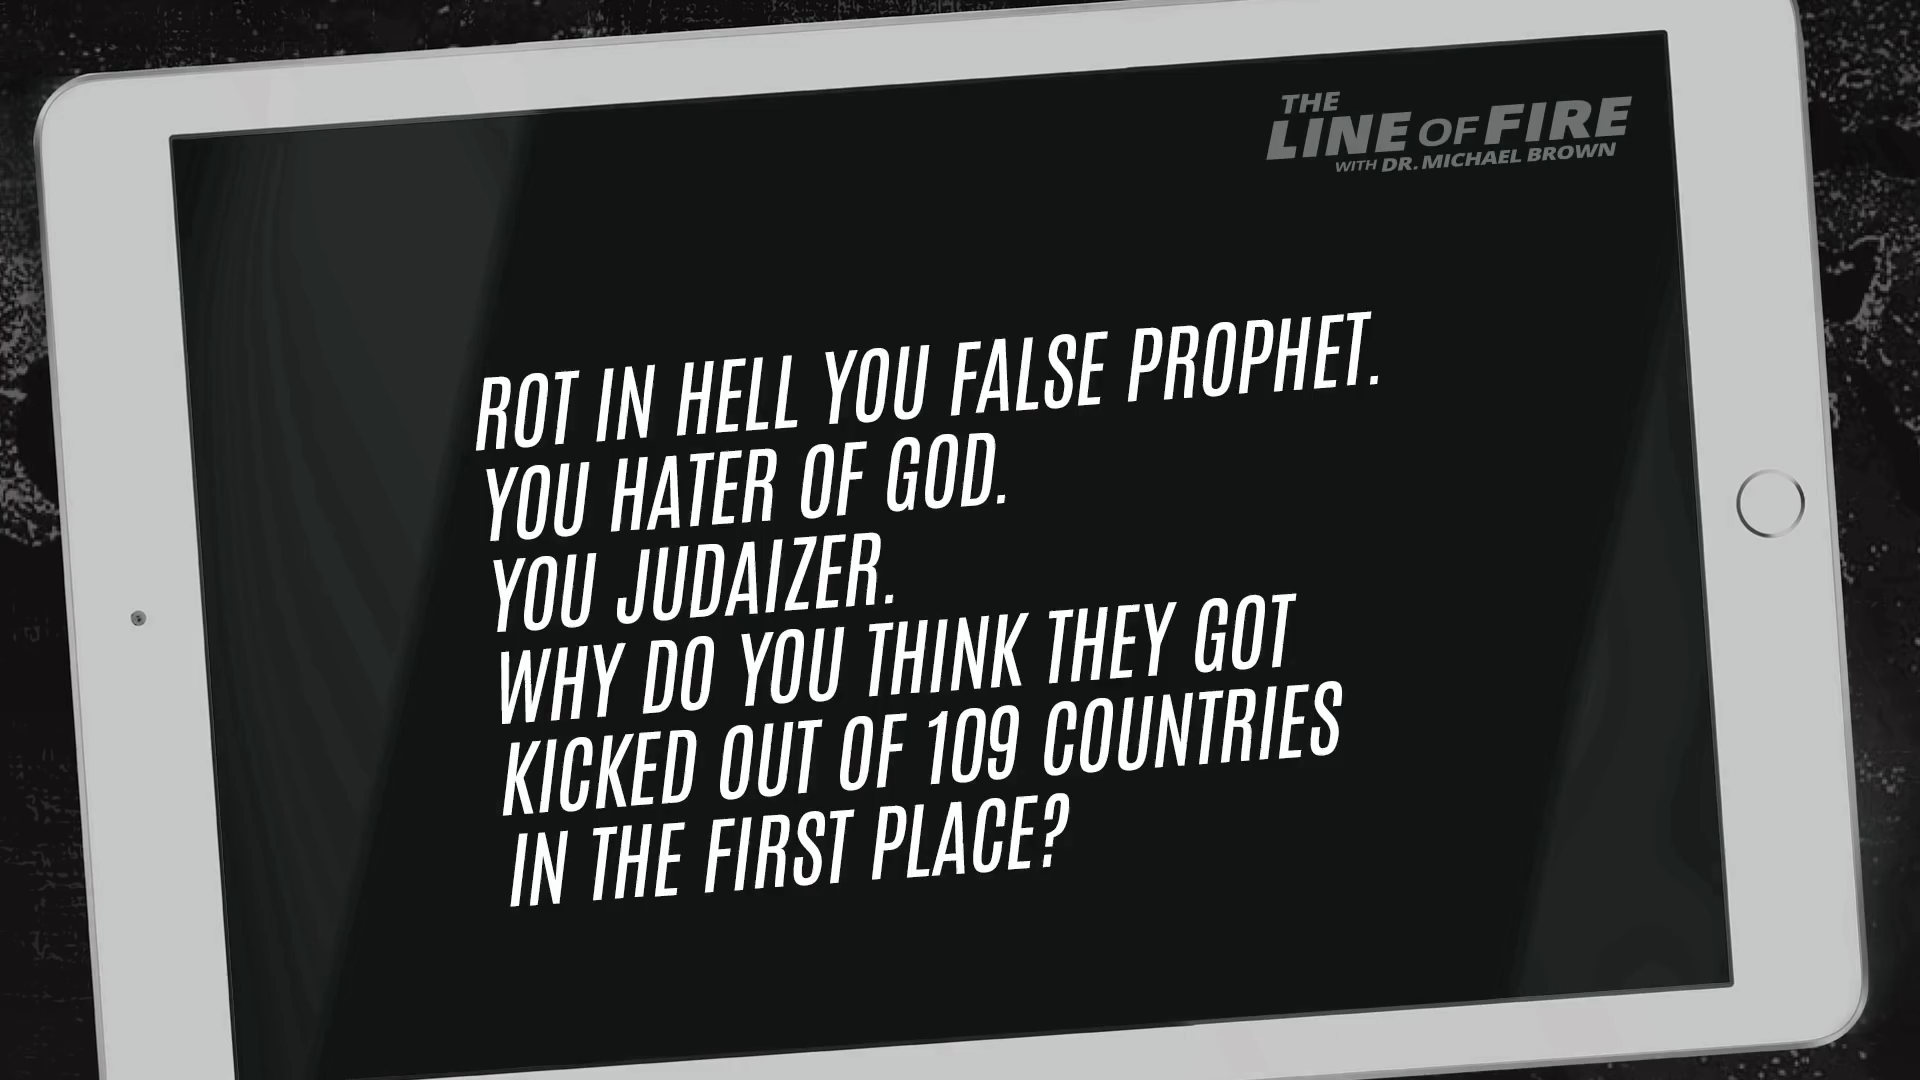 THE
LINE OF FIRE
WITH DR. MICHAEL BROWN
ROT IN HELL YOU FALSE PROPHET.
YOU HATER OF GOD.
YOU JUDAIZER.
WHY DO YOU THINK THEY GOT
KICKED OUT OF 109 COUNTRIES
IN THE FIRST PLACE?